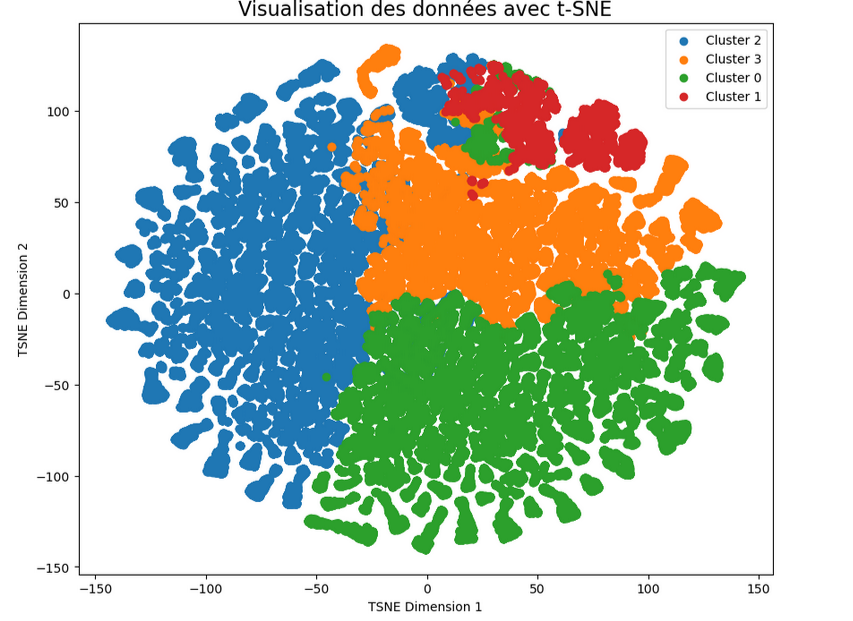 Visualisation des données avec t-SNE
Cluster 2
Cluster 3
Cluster 0
Cluster 1
TSNE Dimension 2
100
50
0
−50
−100
−150
−150
−100
−50
0
50
100
150
TSNE Dimension 1